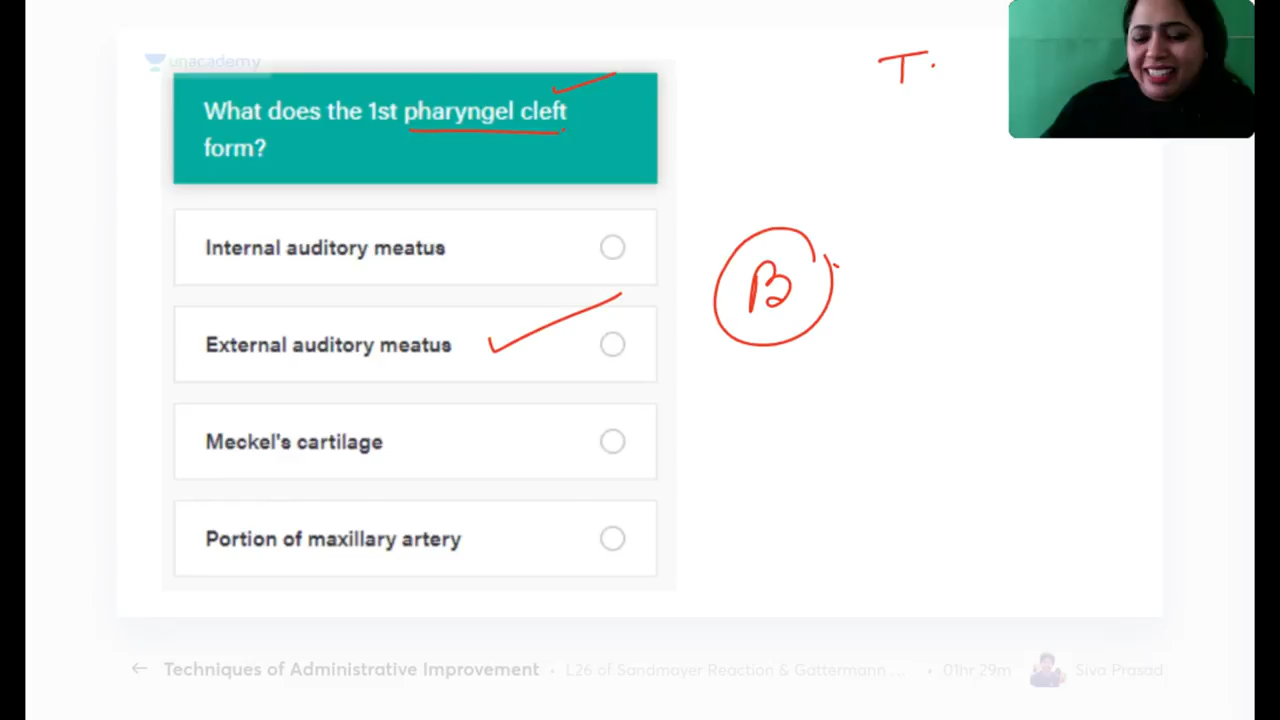 unacademy
T.
What does the 1st pharyngel cleft
form?
Internal auditory meatus
B
External auditory meatus
Meckel's cartilage
Portion of maxillary artery
Techniques of Administrative Improvement • L26 of Sandmayer Reaction & Gattermann.... • 01hr 29m Siva Prasad